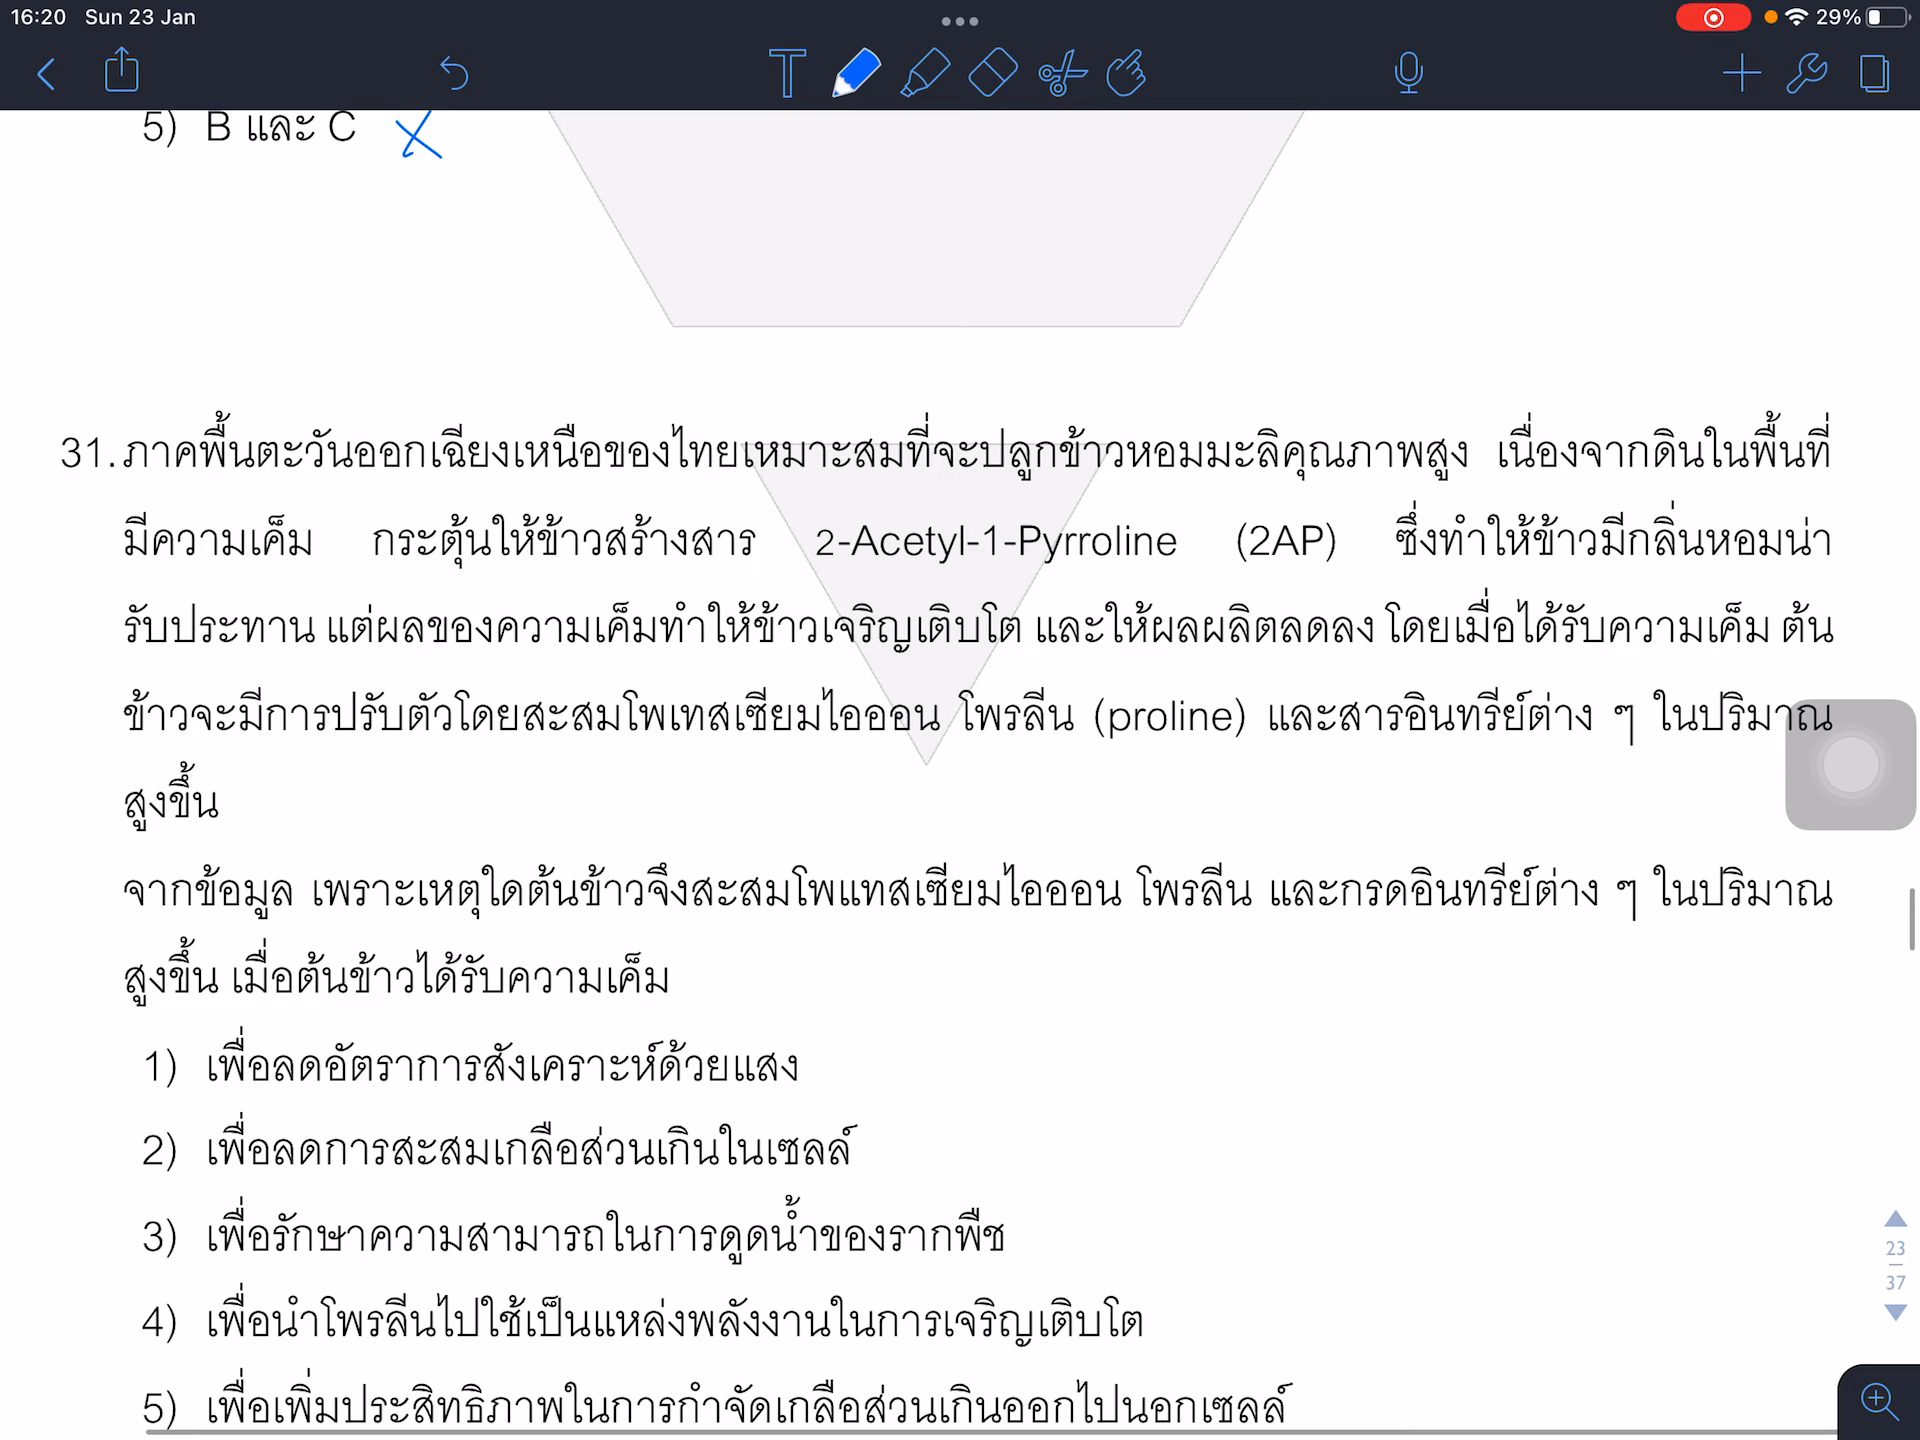 16:20 Sun 23 Jan
29%
5) B และ C
31. ภาคพื้นตะวันออกเฉียงเหนือของไทยเหมาะสมที่จะปลูกข้าวหอมมะลิคุณภาพสูง เนื่องจากดินในพื้นที่
มีความเค็ม กระตุ้นให้ข้าวสร้างสาร 2-Acetyl-1-Pyrroline (2AP) ซึ่งทำให้ข้าวมีกลิ่นหอมน่า
รับประทาน แต่ผลของความเค็มทำให้ข้าวเจริญเติบโต และให้ผลผลิตลดลง โดยเมื่อได้รับความเค็ม ต้น
ข้าวจะมีการปรับตัวโดยสะสมโพเทสเซียมไอออน โพรลีน (proline) และสารอินทรีย์ต่าง ๆ ในปริมาณ
สูงขึ้น
จากข้อมูล เพราะเหตุใดต้นข้าวจึงสะสมโพแทสเซียมไอออน โพรลีน และกรดอินทรีย์ต่าง ๆ ในปริมาณ
สูงขึ้น เมื่อต้นข้าวได้รับความเค็ม
1) เพื่อลดอัตราการสังเคราะห์ด้วยแสง
2) เพื่อลดการสะสมเกลือส่วนเกินในเซลล์
3) เพื่อรักษาความสามารถในการดูดน้ำของรากพืช
4) เพื่อนำโพรลีนไปใช้เป็นแหล่งพลังงานในการเจริญเติบโต
5) เพื่อเพิ่มประสิทธิภาพในการกำจัดเกลือส่วนเกินออกไปนอกเซลล์
23
37